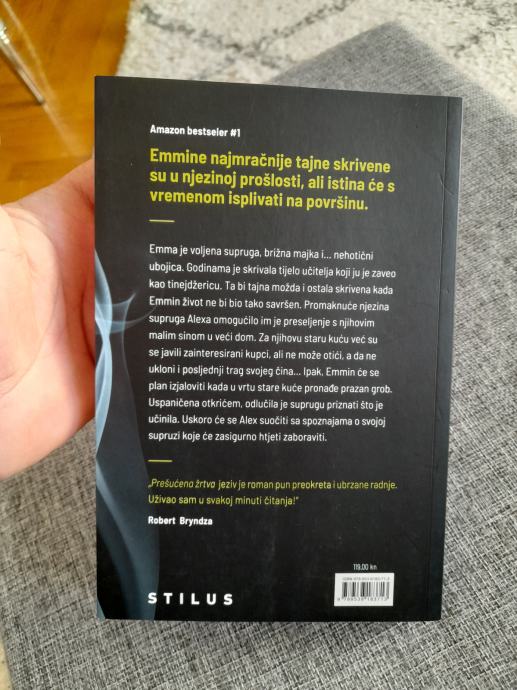 Amazon bestseler #1
Emmine najmračnije tajne skrivene
su u njezinoj prošlosti, ali istina će s
vremenom isplivati na površinu.
Emma je voljena supruga, brižna majka i... nehotični
ubojica. Godinama je skrivala tijelo učitelja koji ju je zaveo
kao tinejdžericu. Ta bi tajna možda i ostala skrivena kada
Emmin život ne bi bio tako savršen. Promaknuće njezina
supruga Alexa omogućilo im je preseljenje s njihovim
malim sinom u veći dom. Za njihovu staru kuću već su
se javili zainteresirani kupci, ali ne može otići, a da ne
ukloni i posljednji trag svojeg čina... Ipak, Emmin će se
plan izjaloviti kada u vrtu stare kuće pronađe prazan grob.
Uspaničena otkrićem, odlučila je suprugu priznati što je
učinila. Uskoro će se Alex suočiti sa spoznajama o svojoj
supruzi koje će zasigurno htjeti zaboraviti.
„Prešućena žrtva jeziv je roman pun preokreta i ubrzane radnje.
Uživao sam u svakoj minuti čitanja!“
Robert Bryndza
119,00 kn
STILUS